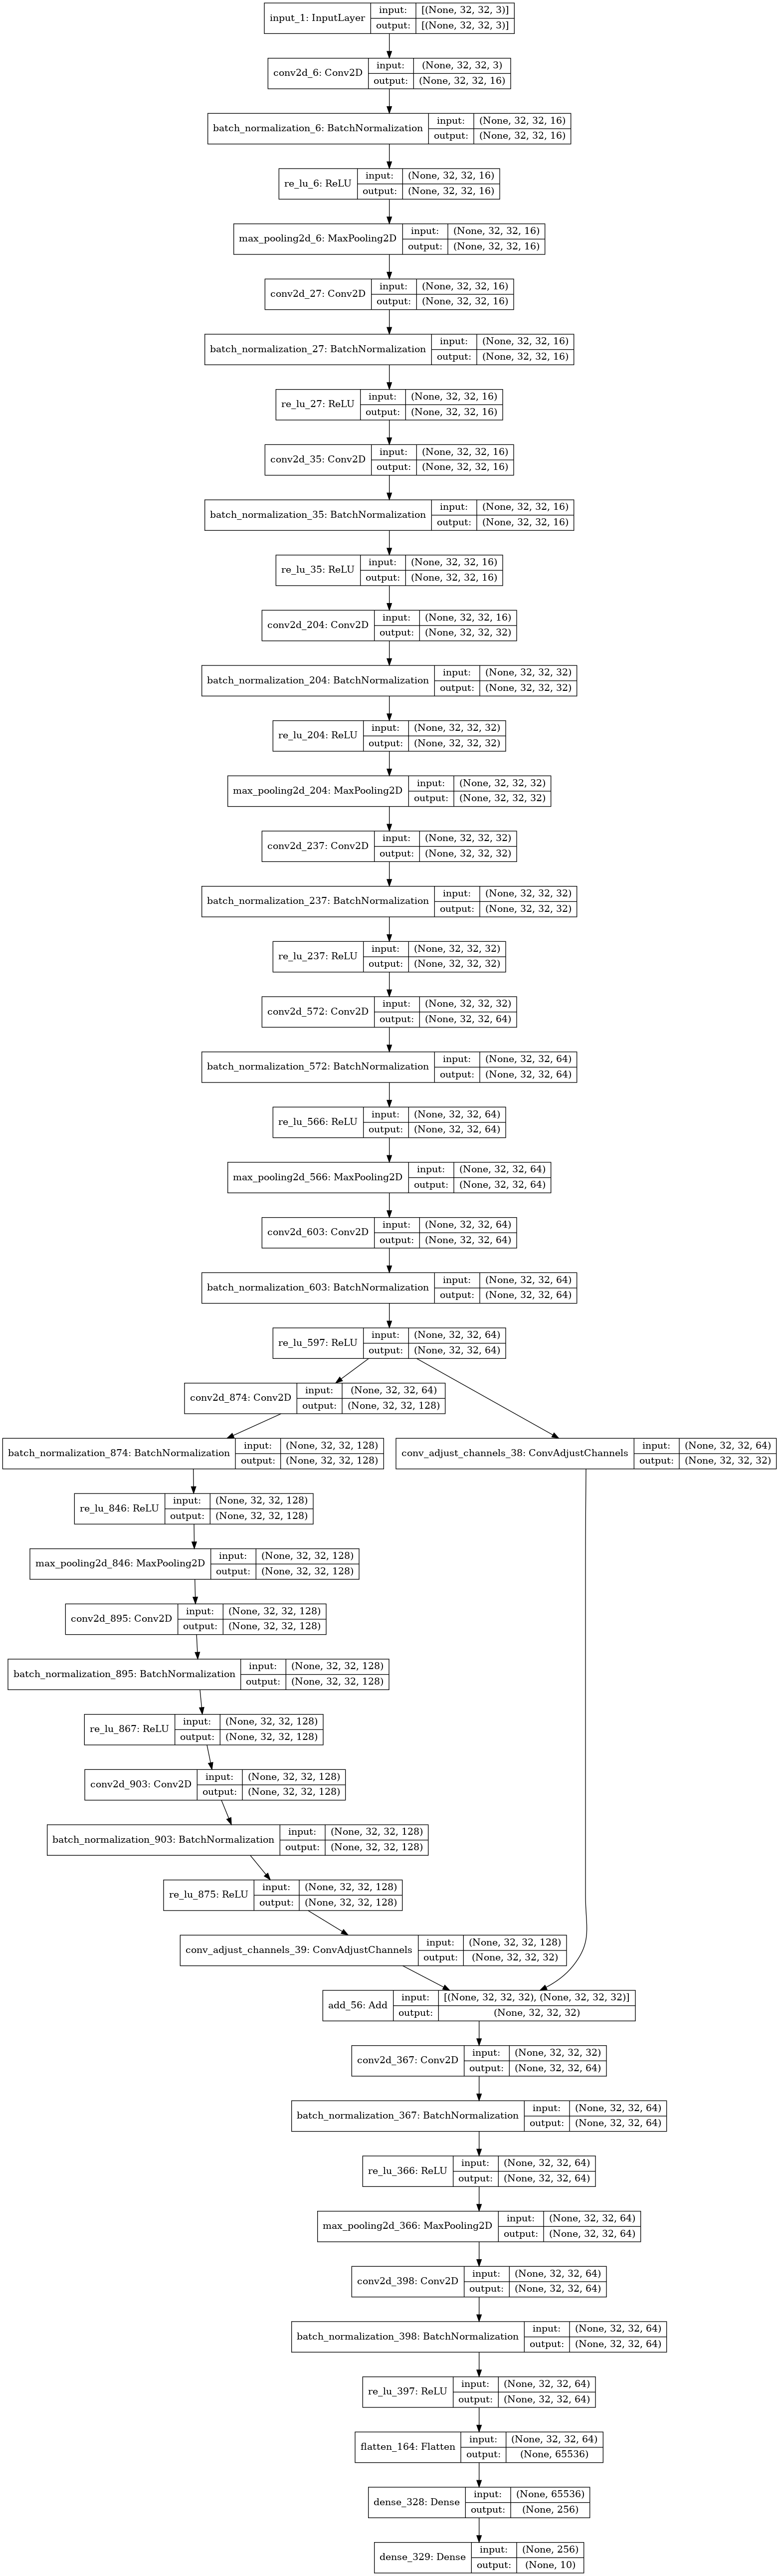 input_1: InputLayer input: [(None, 32, 32, 3)]
output: [(None, 32, 32, 3)]
conv2d_6: Conv2D input: (None, 32, 32, 3)
output: (None, 32, 32, 16)
batch_normalization_6: BatchNormalization input: (None, 32, 32, 16)
output: (None, 32, 32, 16)
re_lu_6: ReLU input: (None, 32, 32, 16)
output: (None, 32, 32, 16)
max_pooling2d_6: MaxPooling2D input: (None, 32, 32, 16)
output: (None, 32, 32, 16)
conv2d_27: Conv2D input: (None, 32, 32, 16)
output: (None, 32, 32, 16)
batch_normalization_27: BatchNormalization input: (None, 32, 32, 16)
output: (None, 32, 32, 16)
re_lu_27: ReLU input: (None, 32, 32, 16)
output: (None, 32, 32, 16)
conv2d_35: Conv2D input: (None, 32, 32, 16)
output: (None, 32, 32, 16)
batch_normalization_35: BatchNormalization input: (None, 32, 32, 16)
output: (None, 32, 32, 16)
re_lu_35: ReLU input: (None, 32, 32, 16)
output: (None, 32, 32, 16)
conv2d_204: Conv2D input: (None, 32, 32, 16)
output: (None, 32, 32, 32)
batch_normalization_204: BatchNormalization input: (None, 32, 32, 32)
output: (None, 32, 32, 32)
re_lu_204: ReLU input: (None, 32, 32, 32)
output: (None, 32, 32, 32)
max_pooling2d_204: MaxPooling2D input: (None, 32, 32, 32)
output: (None, 32, 32, 32)
conv2d_237: Conv2D input: (None, 32, 32, 32)
output: (None, 32, 32, 32)
batch_normalization_237: BatchNormalization input: (None, 32, 32, 32)
output: (None, 32, 32, 32)
re_lu_237: ReLU input: (None, 32, 32, 32)
output: (None, 32, 32, 32)
conv2d_572: Conv2D input: (None, 32, 32, 32)
output: (None, 32, 32, 64)
batch_normalization_572: BatchNormalization input: (None, 32, 32, 64)
output: (None, 32, 32, 64)
re_lu_566: ReLU input: (None, 32, 32, 64)
output: (None, 32, 32, 64)
max_pooling2d_566: MaxPooling2D input: (None, 32, 32, 64)
output: (None, 32, 32, 64)
conv2d_603: Conv2D input: (None, 32, 32, 64)
output: (None, 32, 32, 64)
batch_normalization_603: BatchNormalization input: (None, 32, 32, 64)
output: (None, 32, 32, 64)
re_lu_597: ReLU input: (None, 32, 32, 64)
output: (None, 32, 32, 64)
conv2d_874: Conv2D input: (None, 32, 32, 64)
output: (None, 32, 32, 128)
batch_normalization_874: BatchNormalization input: (None, 32, 32, 128)
output: (None, 32, 32, 128)
conv_adjust_channels_38: ConvAdjustChannels input: (None, 32, 32, 64)
output: (None, 32, 32, 32)
re_lu_846: ReLU input: (None, 32, 32, 128)
output: (None, 32, 32, 128)
max_pooling2d_846: MaxPooling2D input: (None, 32, 32, 128)
output: (None, 32, 32, 128)
conv2d_895: Conv2D input: (None, 32, 32, 128)
output: (None, 32, 32, 128)
batch_normalization_895: BatchNormalization input: (None, 32, 32, 128)
output: (None, 32, 32, 128)
re_lu_867: ReLU input: (None, 32, 32, 128)
output: (None, 32, 32, 128)
conv2d_903: Conv2D input: (None, 32, 32, 128)
output: (None, 32, 32, 128)
batch_normalization_903: BatchNormalization input: (None, 32, 32, 128)
output: (None, 32, 32, 128)
re_lu_875: ReLU input: (None, 32, 32, 128)
output: (None, 32, 32, 128)
conv_adjust_channels_39: ConvAdjustChannels input: (None, 32, 32, 128)
output: (None, 32, 32, 32)
add_56: Add input: [(None, 32, 32, 32), (None, 32, 32, 32)]
output: (None, 32, 32, 32)
conv2d_367: Conv2D input: (None, 32, 32, 32)
output: (None, 32, 32, 64)
batch_normalization_367: BatchNormalization input: (None, 32, 32, 64)
output: (None, 32, 32, 64)
re_lu_366: ReLU input: (None, 32, 32, 64)
output: (None, 32, 32, 64)
max_pooling2d_366: MaxPooling2D input: (None, 32, 32, 64)
output: (None, 32, 32, 64)
conv2d_398: Conv2D input: (None, 32, 32, 64)
output: (None, 32, 32, 64)
batch_normalization_398: BatchNormalization input: (None, 32, 32, 64)
output: (None, 32, 32, 64)
re_lu_397: ReLU input: (None, 32, 32, 64)
output: (None, 32, 32, 64)
flatten_164: Flatten input: (None, 32, 32, 64)
output: (None, 65536)
dense_328: Dense input: (None, 65536)
output: (None, 256)
dense_329: Dense input: (None, 256)
output: (None, 10)